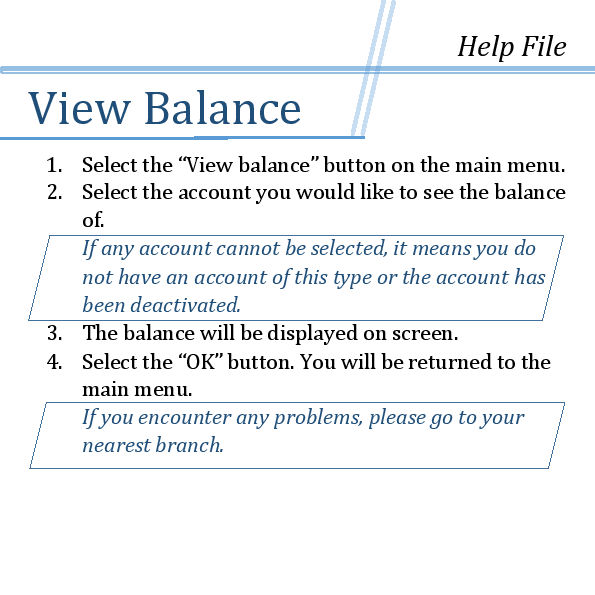 Help File
View Balance
1. Select the “View balance” button on the main menu.
2. Select the account you would like to see the balance
of.
If any account cannot be selected, it means you do
not have an account of this type or the account has
been deactivated.
3. The balance will be displayed on screen.
4. Select the “OK” button. You will be returned to the
main menu.
If you encounter any problems, please go to your
nearest branch.